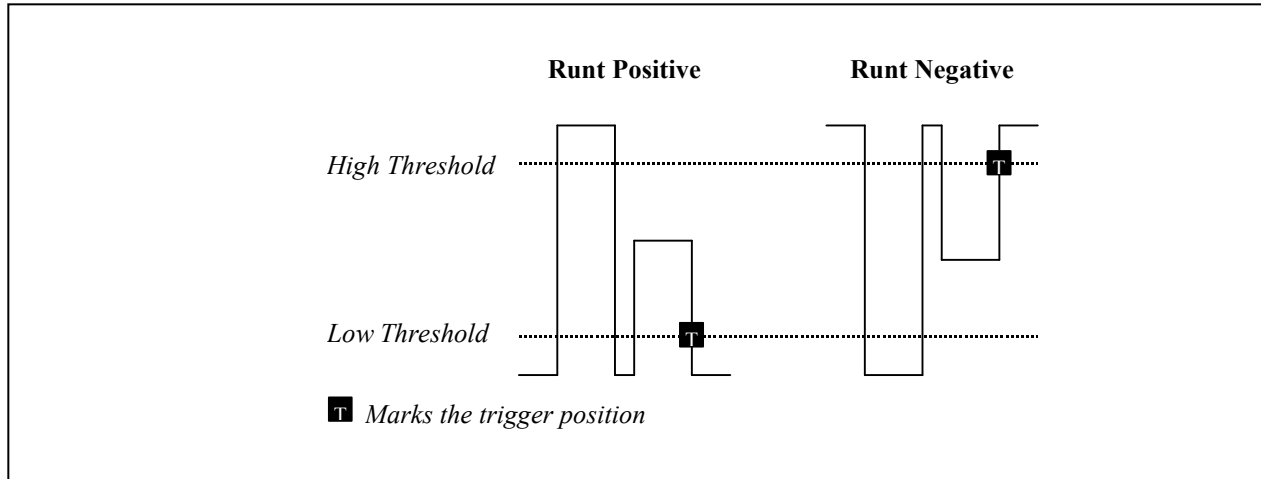 Runt Positive
Runt Negative
High Threshold
T
Low Threshold
T
T Marks the trigger position